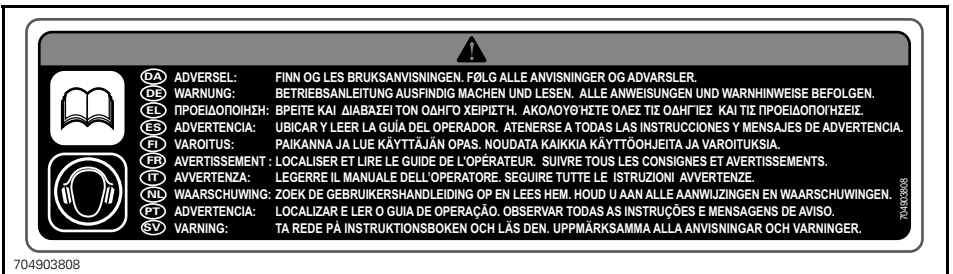 DA ADVERSEL: FINN OG LES BRUKSANVISNINGEN. FØLG ALLE ANVISNINGER OG ADVARSLER.
DE WARNUNG: BETRIEBSANLEITUNG AUSFINDIG MACHEN UND LESEN. ALLE ANWEISUNGEN UND WARNHINWEISE BEFOLGEN.
EL ΠΡΟΕΙΔΟΠΟΙΗΣΗ: ΒΡΕΙΤΕ ΚΑΙ ΔΙΑΒΆΣΕΙ ΤΟΝ ΟΔΗΓΌ ΧΕΙΡΙΣΤΉ. ΑΚΟΛΟΥΘΉΣΤΕ ΌΛΕΣ ΤΙΣ ΟΔΗΓΊΕΣ ΚΑΙ ΤΙΣ ΠΡΟΕΙΔΟΠΟΙΉΣΕΙΣ.
ES ADVERTENCIA: UBICAR Y LEER LA GUÍA DEL OPERADOR. ATENERSE A TODAS LAS INSTRUCCIONES Y MENSAJES DE ADVERTENCIA.
FI VAROITUS: PAIKANNA JA LUE KÄYTTÄJÄN OPAS. NOUDATA KAIKKIA KÄYTTÖOHJEITA JA VAROITUKSIA.
FR AVERTISSEMENT : LOCALISER ET LIRE LE GUIDE DE L'OPÉRATEUR. SUIVRE TOUS LES CONSIGNES ET AVERTISSEMENTS.
IT AVVERTENZA: LEGERRE IL MANUALE DELL'OPERATORE. SEGUIRE TUTTE LE ISTRUZIONI AVVERTENZE.
NL WAARSCHUWING: ZOEK DE GEBRUIKERSHANDLEIDING OP EN LEES HEM. HOUD U AAN ALLE AANWIJZINGEN EN WAARSCHUWINGEN.
PT ADVERTENCIA: LOCALIZAR E LER O GUIA DE OPERAÇÃO. OBSERVAR TODAS AS INSTRUÇÕES E MENSAGENS DE AVISO.
SV VARNING: TA REDE PÀ INSTRUKTIONSBOKEN OCH LÄS DEN. UPPMÄRKSAMMA ALLA ANVISNINGAR OCH VARNINGER.
704903808
704903808